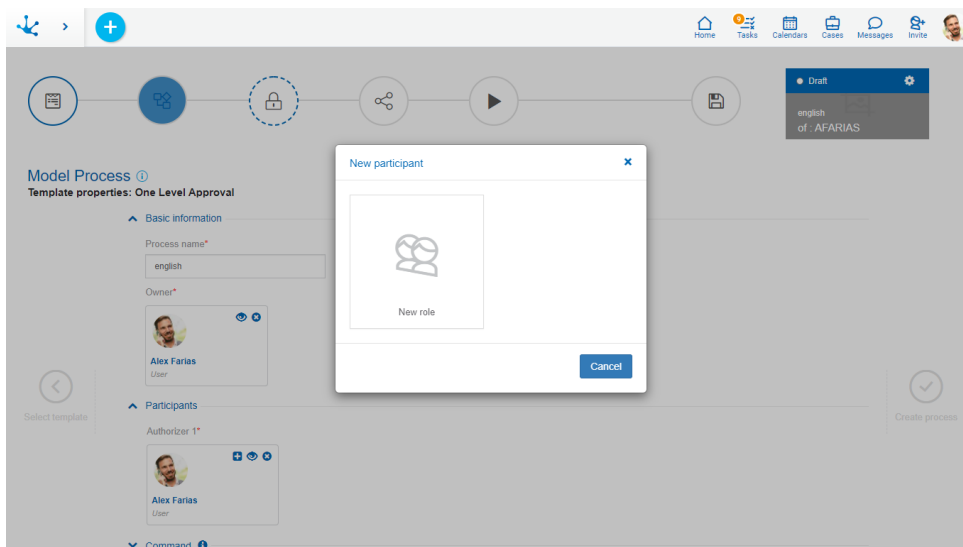 Home
9
Tasks
Calendars
Cases
Messages
Invite
Draft
english
of : AFARIAS
Model Process
Template properties: One Level Approval
Basic information
Process name*
english
Owner*
Alex Farias
User
New participant
New role
Cancel
Select template
Create process
Participants
Authorizer 1*
Alex Farias
User
Command